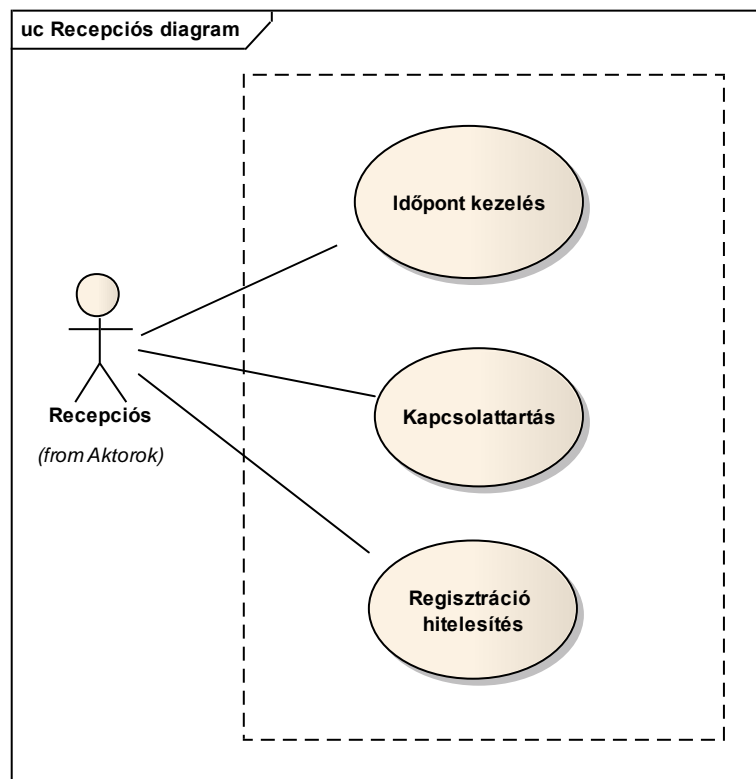 uc Recepciós diagram
Időpont kezelés
Recepciós
(from Aktorok)
Kapcsolattartás
Regisztráció
hitelesítés